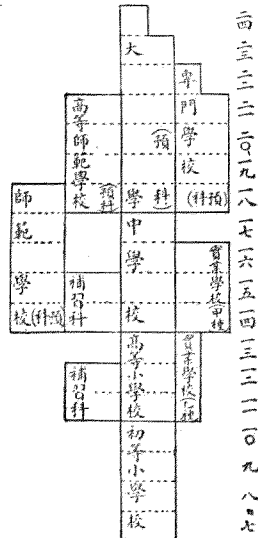 二四 二三 二二 二一 二〇 一九 一八 一七 一六 一五 一四 一三 一二 一一 一〇 九 八 七
專門學校(預科)
實業學校(甲種)
實業學校(乙種)
大學(預科)
中學校
高等小學校
初等小學校
高等師範學校(預科)
補習科
補習科
師範學校(預科)